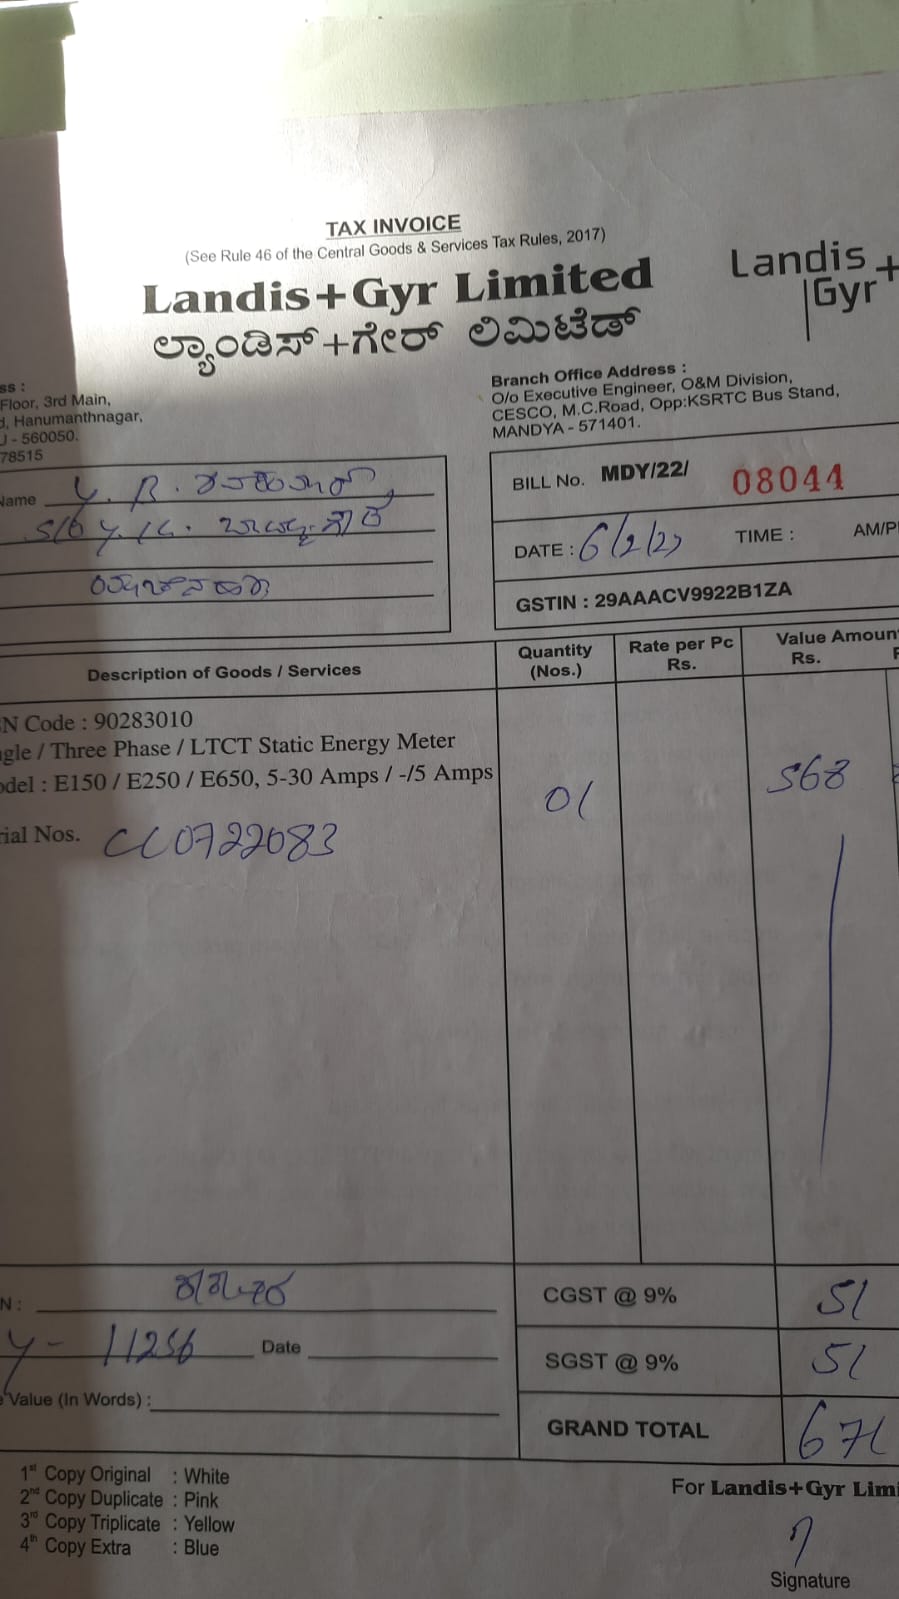 TAX INVOICE
(See Rule 46 of the Central Goods & Services Tax Rules, 2017)
Landis+Gyr Limited
ಲ್ಯಾಂಡಿಸ್+ಗೇರ್ ಲಿಮಿಟೆಡ್
Landis
Gyr+
ss :
Floor, 3rd Main,
d, Hanumanthnagar,
U - 560050.
78515
Branch Office Address :
O/o Executive Engineer, O&M Division,
CESCO, M.C.Road, Opp:KSRTC Bus Stand,
MANDYA - 571401.
Name Y. R.
S/o Y. K.
BILL No. MDY/22/ 08044
DATE : 6/2/23 TIME : AM/P
GSTIN : 29AAACV9922B1ZA
Description of Goods / Services
Quantity (Nos.)
Rate per Pc Rs.
Value Amoun Rs.
N Code : 90283010
gle / Three Phase / LTCT Static Energy Meter
odel : E150 / E250 / E650, 5-30 Amps / -/5 Amps
01
568
rial Nos. CL0722083
N :
CGST @ 9% 51
Y - 11256 Date
SGST @ 9% 51
e Value (In Words) :
GRAND TOTAL 671
1st Copy Original : White
2nd Copy Duplicate : Pink
3rd Copy Triplicate : Yellow
4th Copy Extra : Blue
For Landis+Gyr Lim
Signature